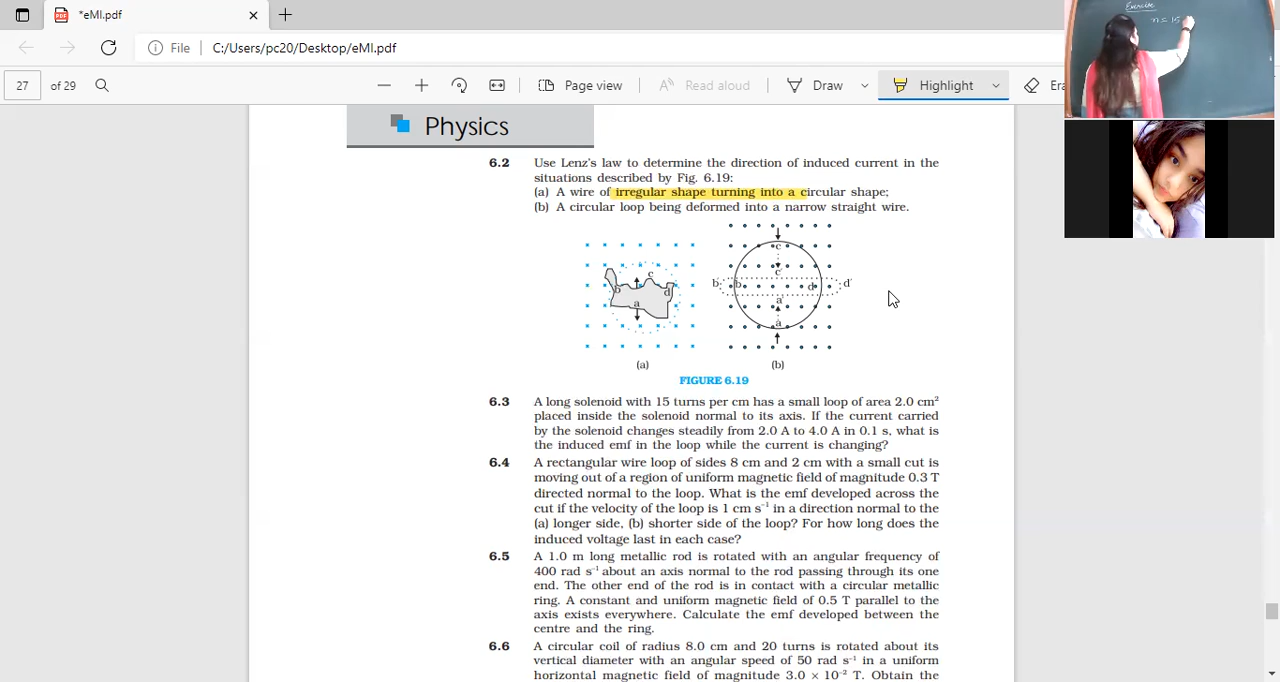 *eMI.pdf
File
C:/Users/pc20/Desktop/eMI.pdf
27 of 29
Page view
Read aloud
Draw
Highlight
Era
Exercise
n = 15
Physics
6.2 Use Lenz's law to determine the direction of induced current in the
situations described by Fig. 6.19:
(a) A wire of irregular shape turning into a circular shape;
(b) A circular loop being deformed into a narrow straight wire.
c
b
d
a
c
c′
b′ b d d′
a′
a
(a) (b)
FIGURE 6.19
6.3 A long solenoid with 15 turns per cm has a small loop of area 2.0 cm²
placed inside the solenoid normal to its axis. If the current carried
by the solenoid changes steadily from 2.0 A to 4.0 A in 0.1 s, what is
the induced emf in the loop while the current is changing?
6.4 A rectangular wire loop of sides 8 cm and 2 cm with a small cut is
moving out of a region of uniform magnetic field of magnitude 0.3 T
directed normal to the loop. What is the emf developed across the
cut if the velocity of the loop is 1 cm s⁻¹ in a direction normal to the
(a) longer side, (b) shorter side of the loop? For how long does the
induced voltage last in each case?
6.5 A 1.0 m long metallic rod is rotated with an angular frequency of
400 rad s⁻¹ about an axis normal to the rod passing through its one
end. The other end of the rod is in contact with a circular metallic
ring. A constant and uniform magnetic field of 0.5 T parallel to the
axis exists everywhere. Calculate the emf developed between the
centre and the ring.
6.6 A circular coil of radius 8.0 cm and 20 turns is rotated about its
vertical diameter with an angular speed of 50 rad s⁻¹ in a uniform
horizontal magnetic field of magnitude 3.0 × 10⁻² T. Obtain the